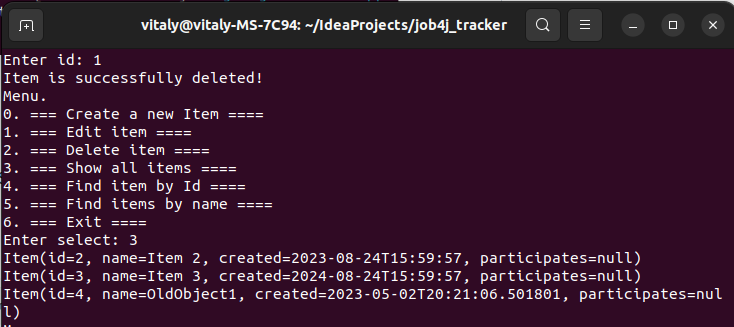 vitaly@vitaly-MS-7C94: ~/IdeaProjects/job4j_tracker
Enter id: 1
Item is successfully deleted!
Menu.
0. === Create a new Item ====
1. === Edit item ====
2. === Delete item ====
3. === Show all items ====
4. === Find item by Id ====
5. === Find items by name ====
6. === Exit ====
Enter select: 3
Item(id=2, name=Item 2, created=2023-08-24T15:59:57, participates=null)
Item(id=3, name=Item 3, created=2024-08-24T15:59:57, participates=null)
Item(id=4, name=OldObject1, created=2023-05-02T20:21:06.501801, participates=nul
l)